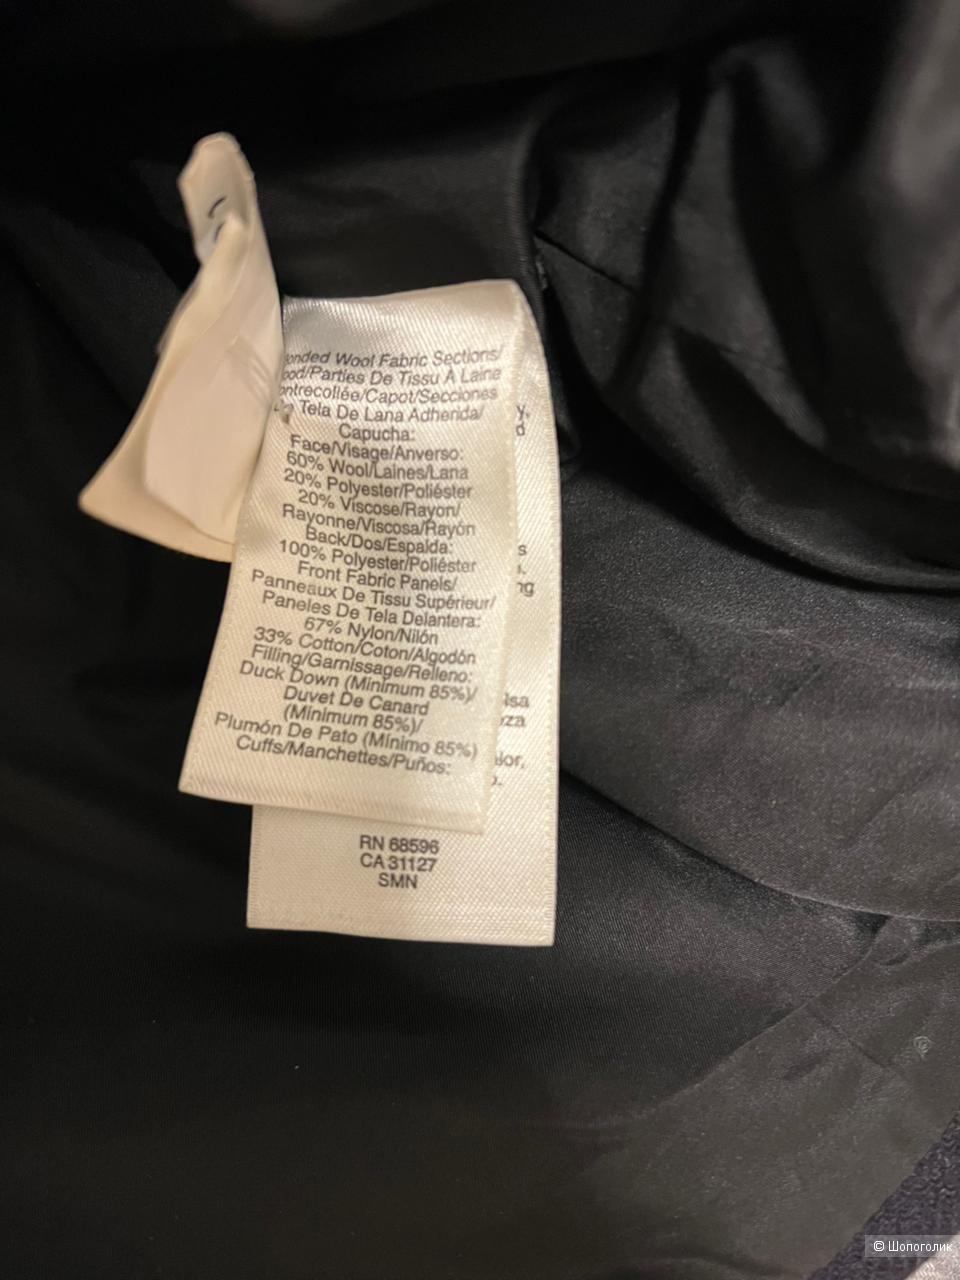 onded Wool Fabric Sections/
ood/Parties De Tissu À Laine
ontrecollée/Capot/Secciones
De Tela De Lana Adherida/
Capucha:
Face/Visage/Anverso:
60% Wool/Laines/Lana
20% Polyester/Poliéster
20% Viscose/Rayon/
Rayonne/Viscosa/Rayón
Back/Dos/Espalda:
100% Polyester/Poliéster
Front Fabric Panels/
Panneaux De Tissu Supérieur/
Paneles De Tela Delantera:
67% Nylon/Nilón
33% Cotton/Coton/Algodón
Filling/Garnissage/Relleno:
Duck Down (Minimum 85%)/
Duvet De Canard
(Minimum 85%)/
Plumón De Pato (Mínimo 85%)
Cuffs/Manchettes/Puños:
RN 68596
CA 31127
SMN
© Шопоголик